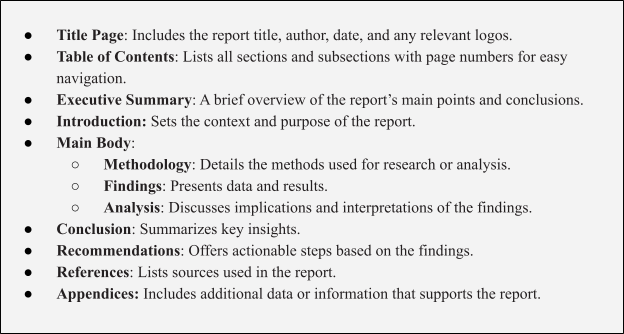 ● Title Page: Includes the report title, author, date, and any relevant logos.
● Table of Contents: Lists all sections and subsections with page numbers for easy
navigation.
● Executive Summary: A brief overview of the report’s main points and conclusions.
● Introduction: Sets the context and purpose of the report.
● Main Body:
○ Methodology: Details the methods used for research or analysis.
○ Findings: Presents data and results.
○ Analysis: Discusses implications and interpretations of the findings.
● Conclusion: Summarizes key insights.
● Recommendations: Offers actionable steps based on the findings.
● References: Lists sources used in the report.
● Appendices: Includes additional data or information that supports the report.